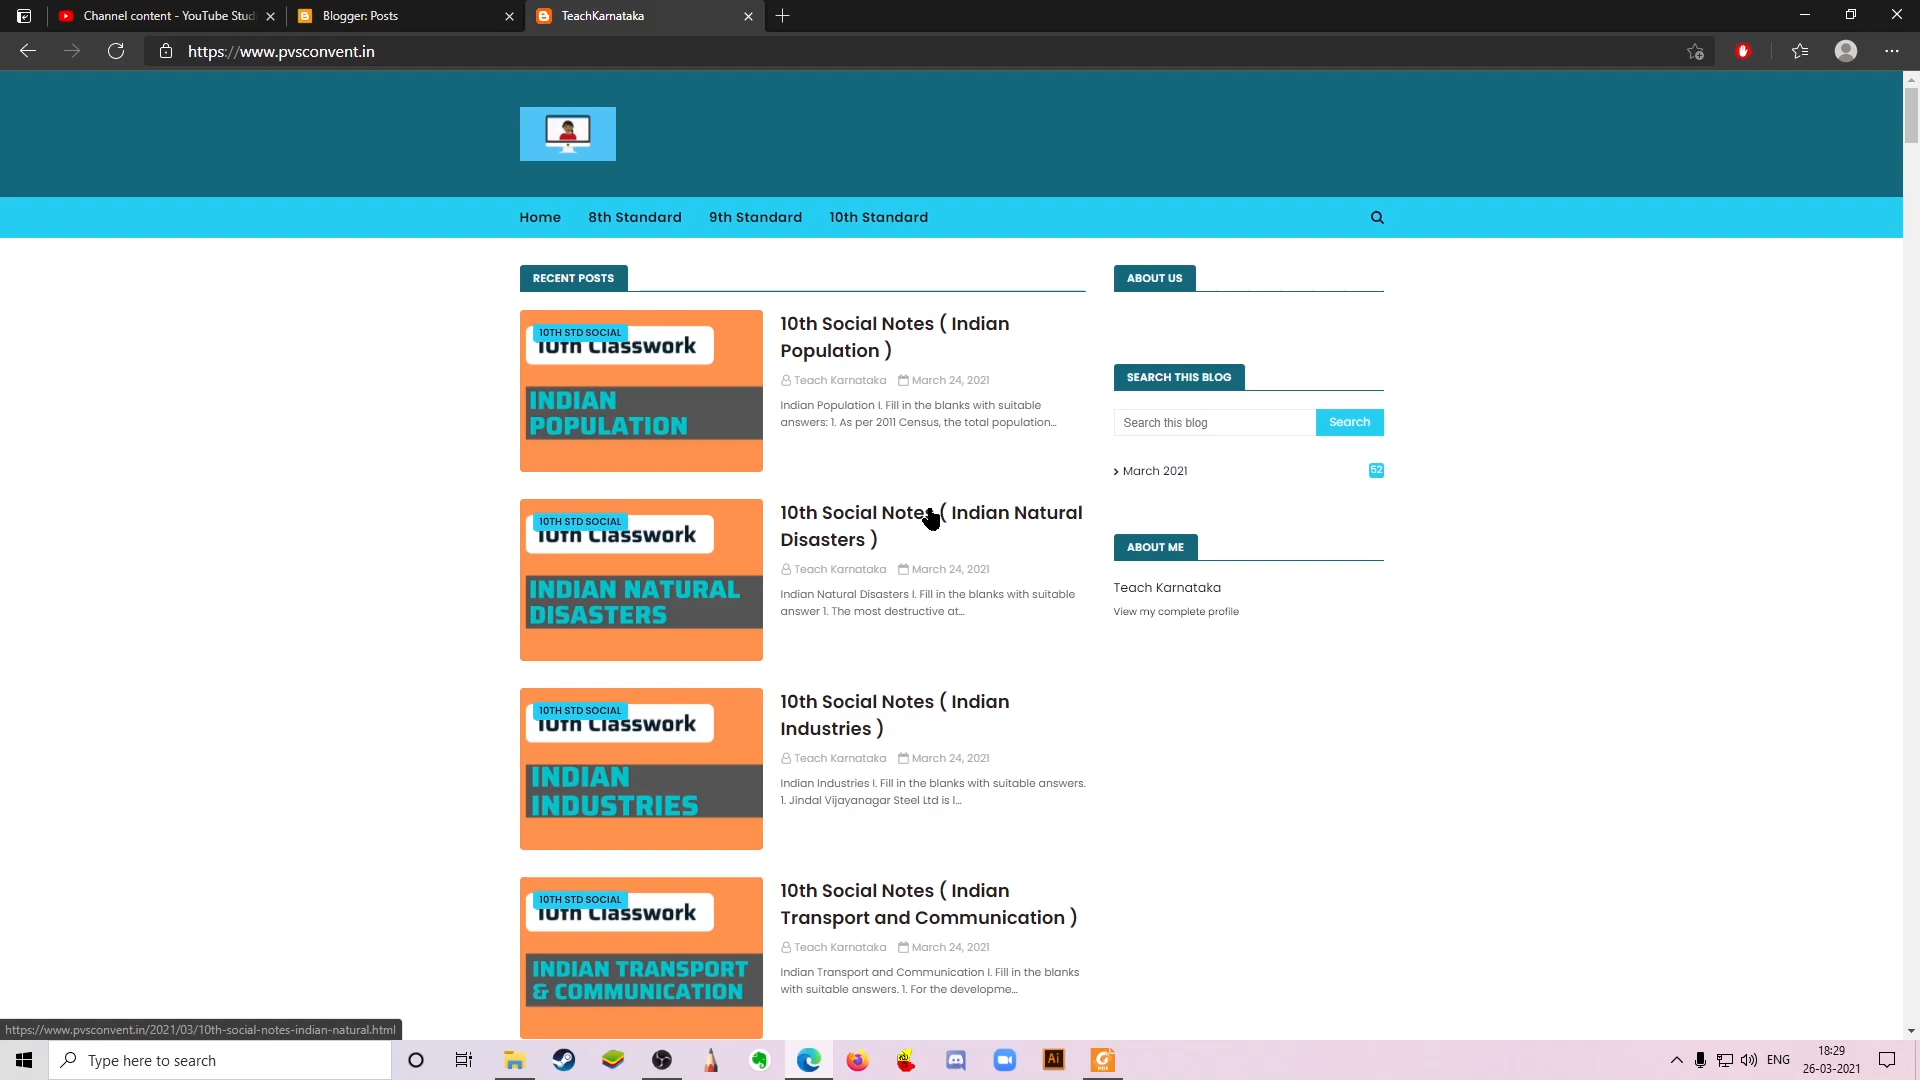 Channel content - YouTube Stud
Blogger: Posts
TeachKarnataka
https://www.pvsconvent.in
Home
8th Standard
9th Standard
10th Standard
RECENT POSTS
10TH STD SOCIAL
10th Classwork
INDIAN
POPULATION
10th Social Notes ( Indian
Population )
Teach Karnataka
March 24, 2021
Indian Population I. Fill in the blanks with suitable
answers: 1. As per 2011 Census, the total population...
10TH STD SOCIAL
10th Classwork
INDIAN NATURAL
DISASTERS
10th Social Notes ( Indian Natural
Disasters )
Teach Karnataka
March 24, 2021
Indian Natural Disasters I. Fill in the blanks with suitable
answer 1. The most destructive at...
10TH STD SOCIAL
10th Classwork
INDIAN
INDUSTRIES
10th Social Notes ( Indian
Industries )
Teach Karnataka
March 24, 2021
Indian Industries I. Fill in the blanks with suitable answers.
1. Jindal Vijayanagar Steel Ltd is l...
10TH STD SOCIAL
10th Classwork
INDIAN TRANSPORT
& COMMUNICATION
10th Social Notes ( Indian
Transport and Communication )
Teach Karnataka
March 24, 2021
Indian Transport and Communication I. Fill in the blanks
with suitable answers. 1. For the developme...
ABOUT US
SEARCH THIS BLOG
Search this blog
Search
March 2021
52
ABOUT ME
Teach Karnataka
View my complete profile
https://www.pvsconvent.in/2021/03/10th-social-notes-indian-natural.html
Type here to search
Ai
PDF
ENG
18:29
26-03-2021